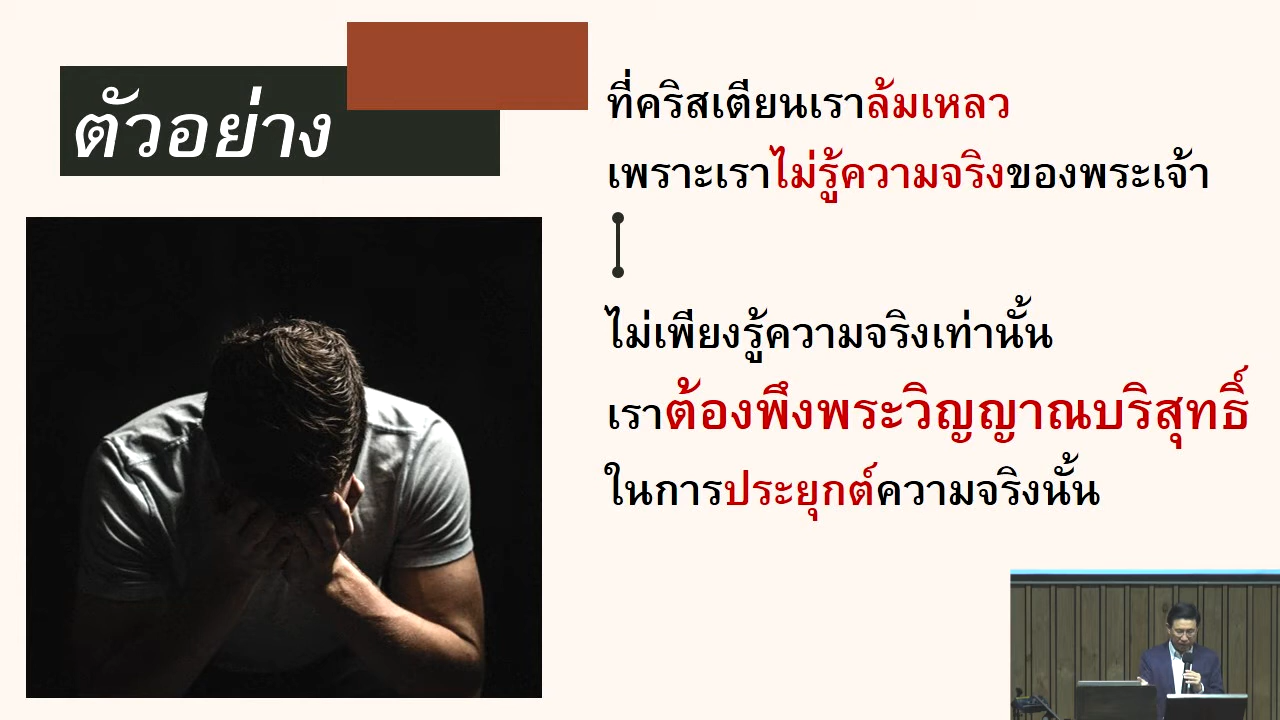 ตัวอย่าง
ที่คริสเตียนเราล้มเหลว
เพราะเราไม่รู้ความจริงของพระเจ้า
ไม่เพียงรู้ความจริงเท่านั้น
เราต้องพึงพระวิญญาณบริสุทธิ์
ในการประยุกต์ความจริงนั้น